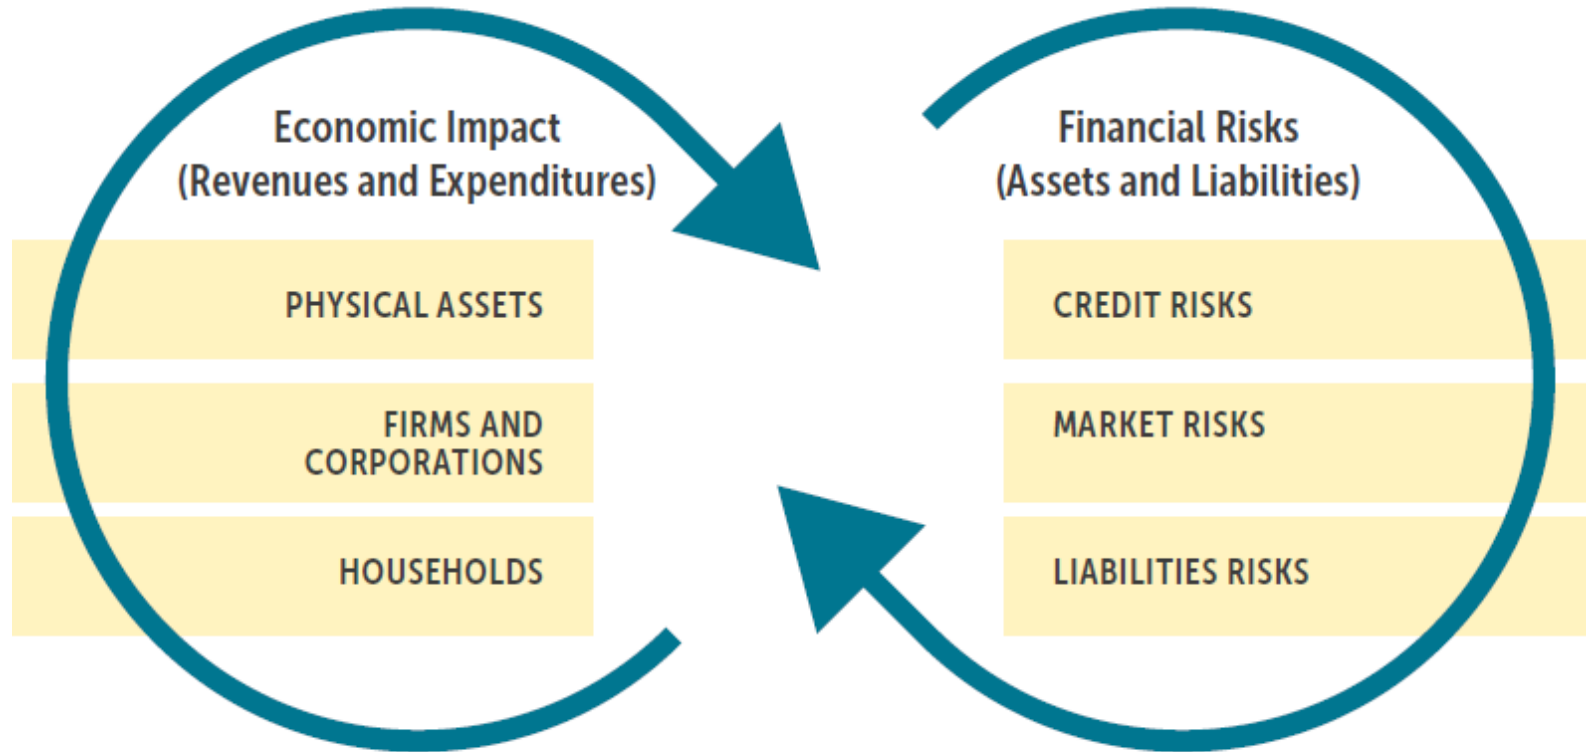 Economic Impact
(Revenues and Expenditures)
PHYSICAL ASSETS
FIRMS AND
CORPORATIONS
HOUSEHOLDS
Financial Risks
(Assets and Liabilities)
CREDIT RISKS
MARKET RISKS
LIABILITIES RISKS